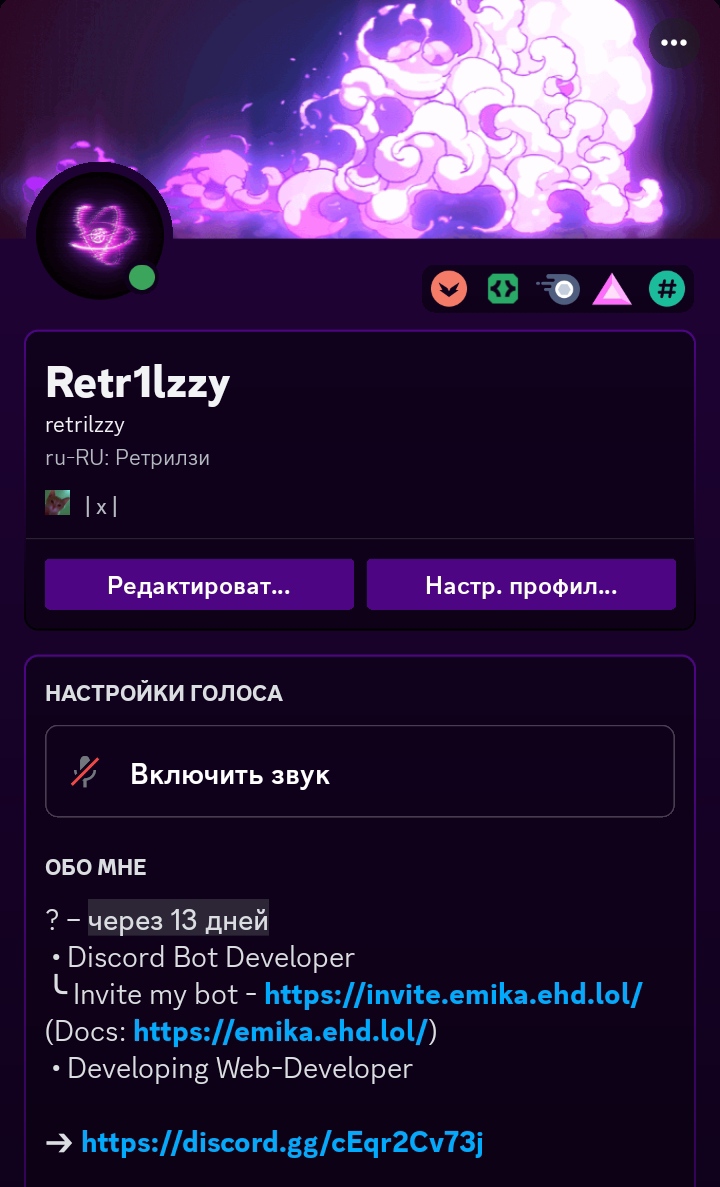 Retr1lzzy
retrilzzy
ru-RU: Ретрилзи
| x |
Редактироват...
Настр. профил...
НАСТРОЙКИ ГОЛОСА
Включить звук
ОБО МНЕ
? – через 13 дней
• Discord Bot Developer
╰ Invite my bot - https://invite.emika.ehd.lol/
(Docs: https://emika.ehd.lol/)
• Developing Web-Developer
→ https://discord.gg/cEqr2Cv73j